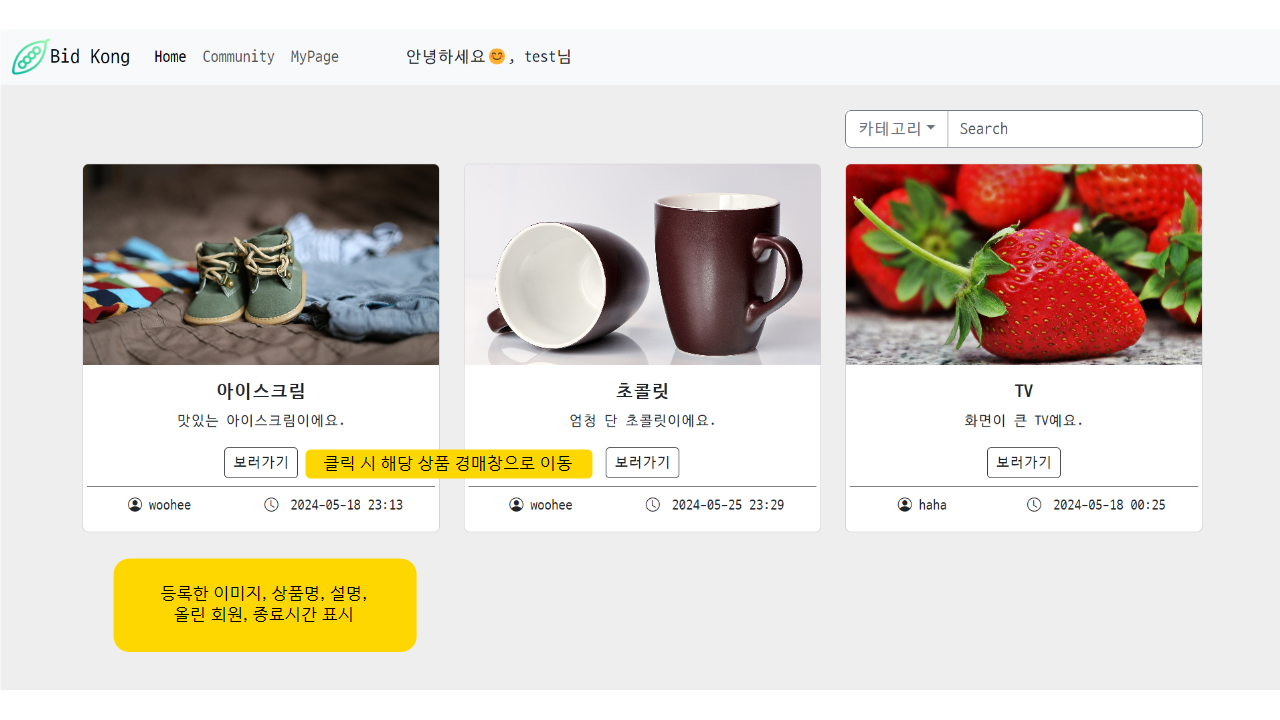 Bid Kong Home Community MyPage 안녕하세요😊, test님
카테고리 Search
아이스크림
맛있는 아이스크림이에요.
보러가기
클릭 시 해당 상품 경매창으로 이동
woohee 2024-05-18 23:13
초콜릿
엄청 단 초콜릿이에요.
보러가기
woohee 2024-05-25 23:29
TV
화면이 큰 TV예요.
보러가기
haha 2024-05-18 00:25
등록한 이미지, 상품명, 설명,
올린 회원, 종료시간 표시